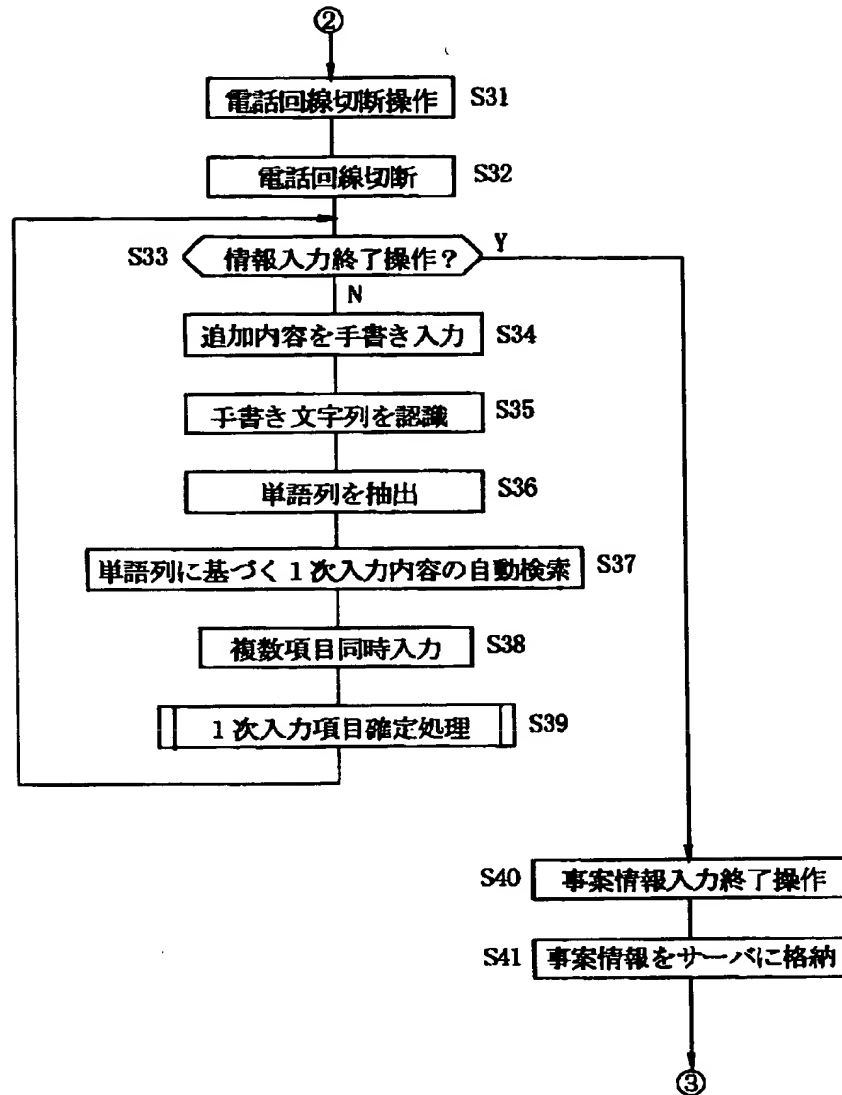 ②
電話回線切断操作 S31
電話回線切断 S32
S33 情報入力終了操作? Y
N
追加内容を手書き入力 S34
手書き文字列を認識 S35
単語列を抽出 S36
単語列に基づく1次入力内容の自動検索 S37
複数項目同時入力 S38
1次入力項目確定処理 S39
S40 事案情報入力終了操作
S41 事案情報をサーバに格納
③